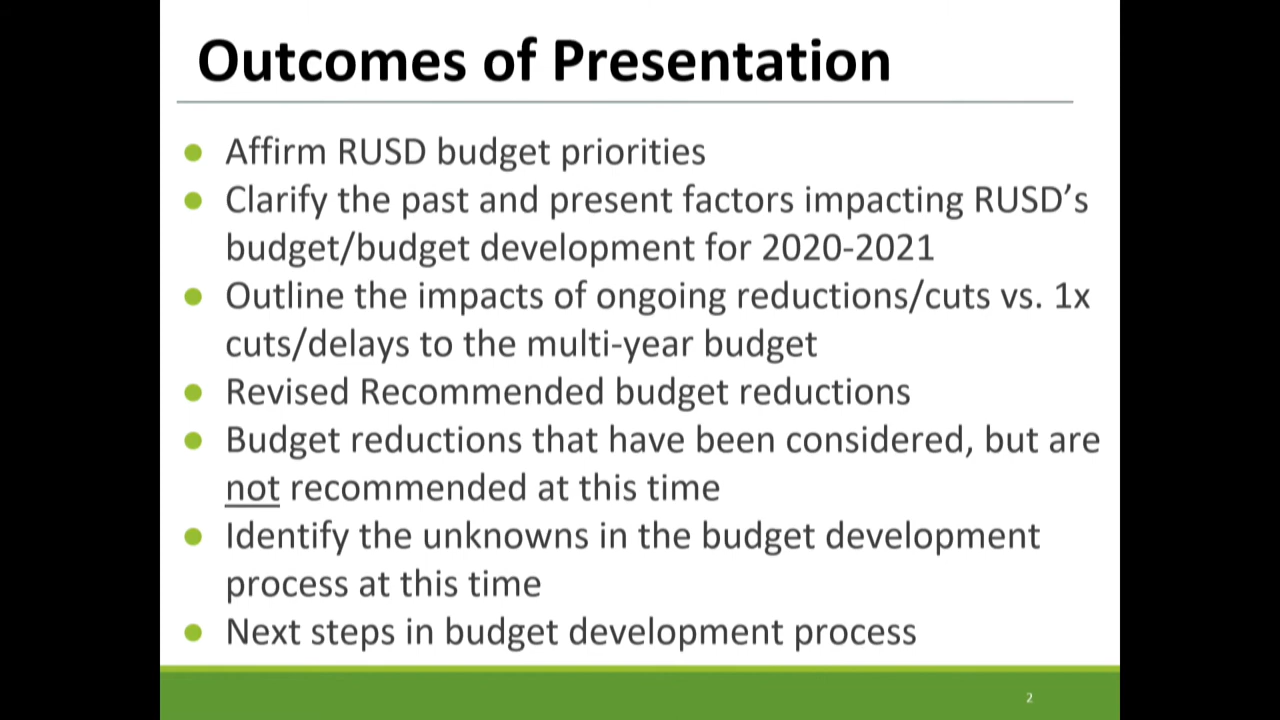 Outcomes of Presentation
● Affirm RUSD budget priorities
● Clarify the past and present factors impacting RUSD's
budget/budget development for 2020-2021
● Outline the impacts of ongoing reductions/cuts vs. 1x
cuts/delays to the multi-year budget
● Revised Recommended budget reductions
● Budget reductions that have been considered, but are
not recommended at this time
● Identify the unknowns in the budget development
process at this time
● Next steps in budget development process
2